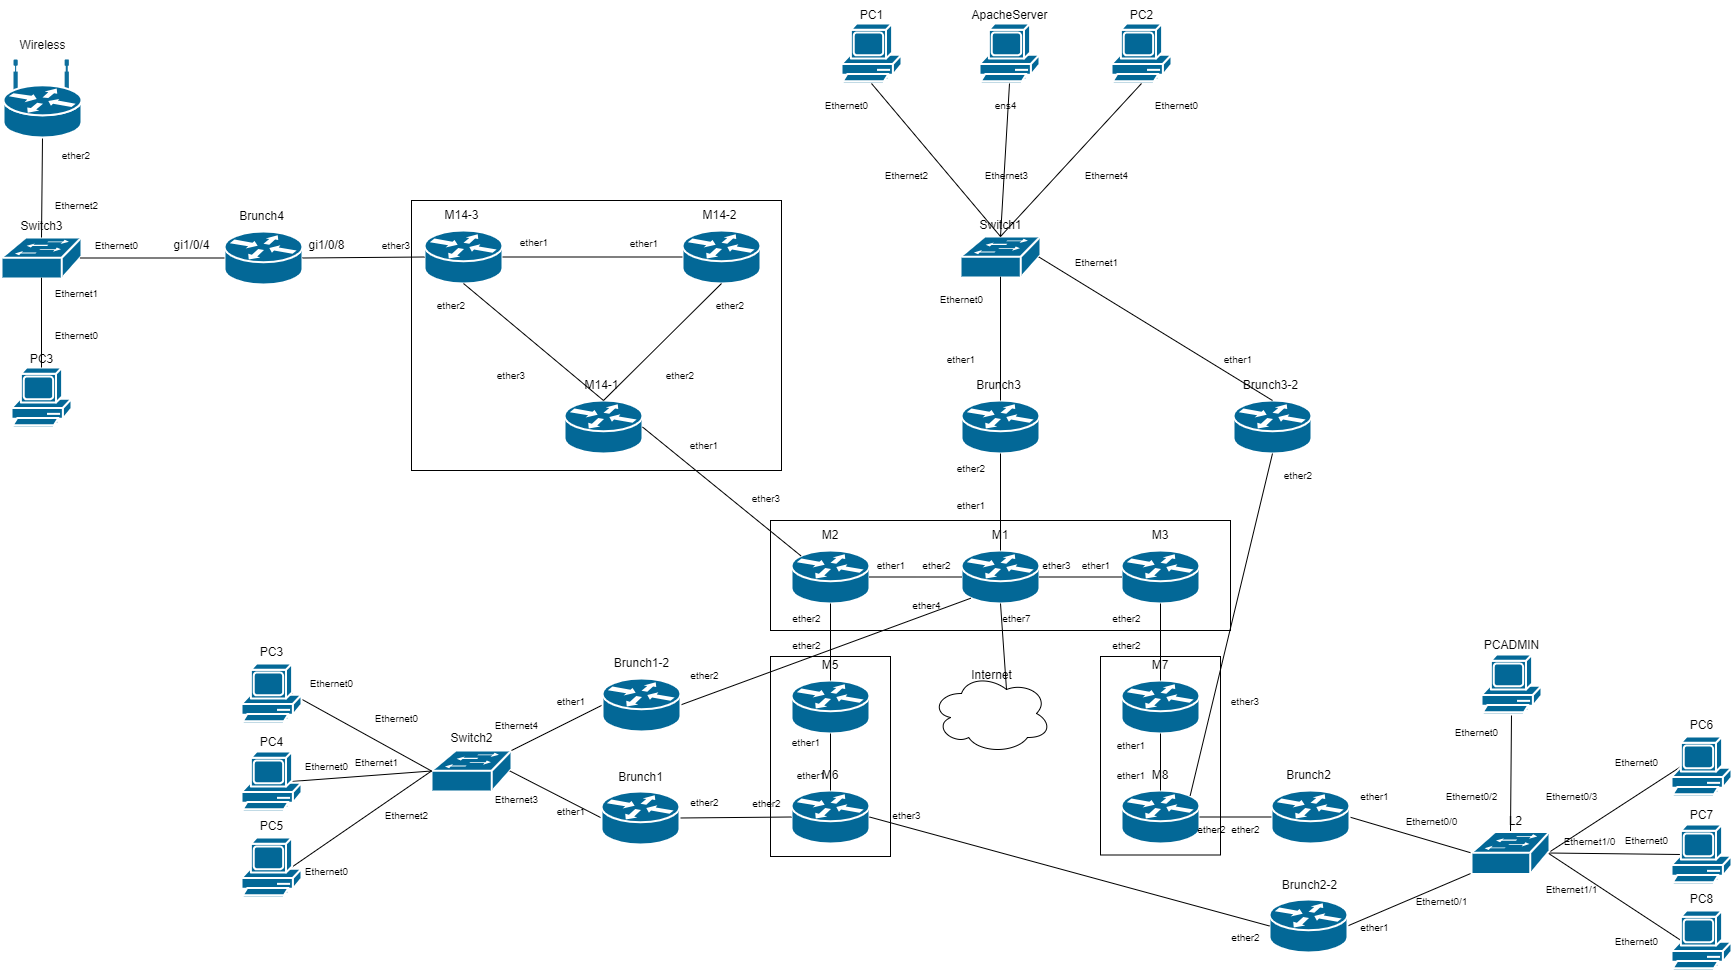 PC1
ApacheServer
PC2
Wireless
Ethernet0
ens4
Ethernet0
ether2
Ethernet2
Ethernet3
Ethernet4
Ethernet2
Switch3
Brunch4
M14-3
M14-2
Switch1
Ethernet0
gi1/0/4
gi1/0/8
ether3
ether1
ether1
Ethernet1
Ethernet1
Ethernet0
ether2
ether2
Ethernet0
PC3
ether1
ether1
ether3
ether2
M14-1
Brunch3
Brunch3-2
ether1
ether2
ether2
ether3
ether1
M2
M1
M3
ether1
ether2
ether3
ether1
ether4
ether2
ether7
ether2
ether2
ether2
PC3
Brunch1-2
M5
M7
PCADMIN
Ethernet0
ether2
Internet
ether1
ether3
Ethernet0
Ethernet4
PC6
Switch2
ether1
ether1
Ethernet0
PC4
Ethernet0
Ethernet1
Ethernet0
Brunch1
ether1
M6
ether1
M8
Brunch2
Ethernet3
ether1
ether2
ether2
ether1
Ethernet0/2
Ethernet0/3
Ethernet2
ether3
PC5
ether2
ether2
Ethernet0/0
L2
PC7
Ethernet1/0
Ethernet0
Ethernet0
Brunch2-2
Ethernet1/1
Ethernet0/1
PC8
ether2
ether1
Ethernet0